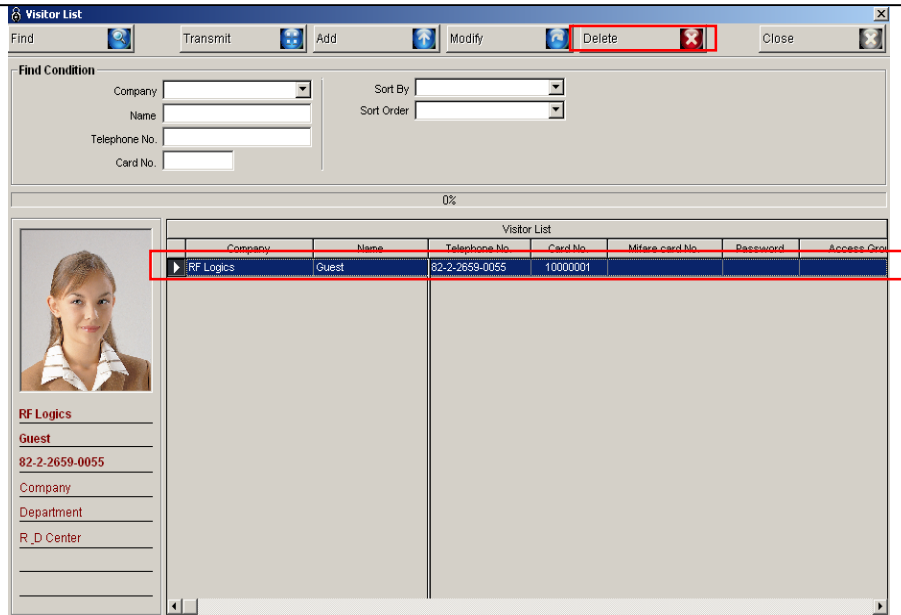 Visitor List
Find Transmit Add Modify Delete Close
Find Condition
Company Sort By
Name Sort Order
Telephone No.
Card No.
0%
Visitor List
Company Name Telephone No. Card No. Mifare card No. Password Access Grou
RF Logics Guest 82-2-2659-0055 10000001
RF Logics
Guest
82-2-2659-0055
Company
Department
R_D Center